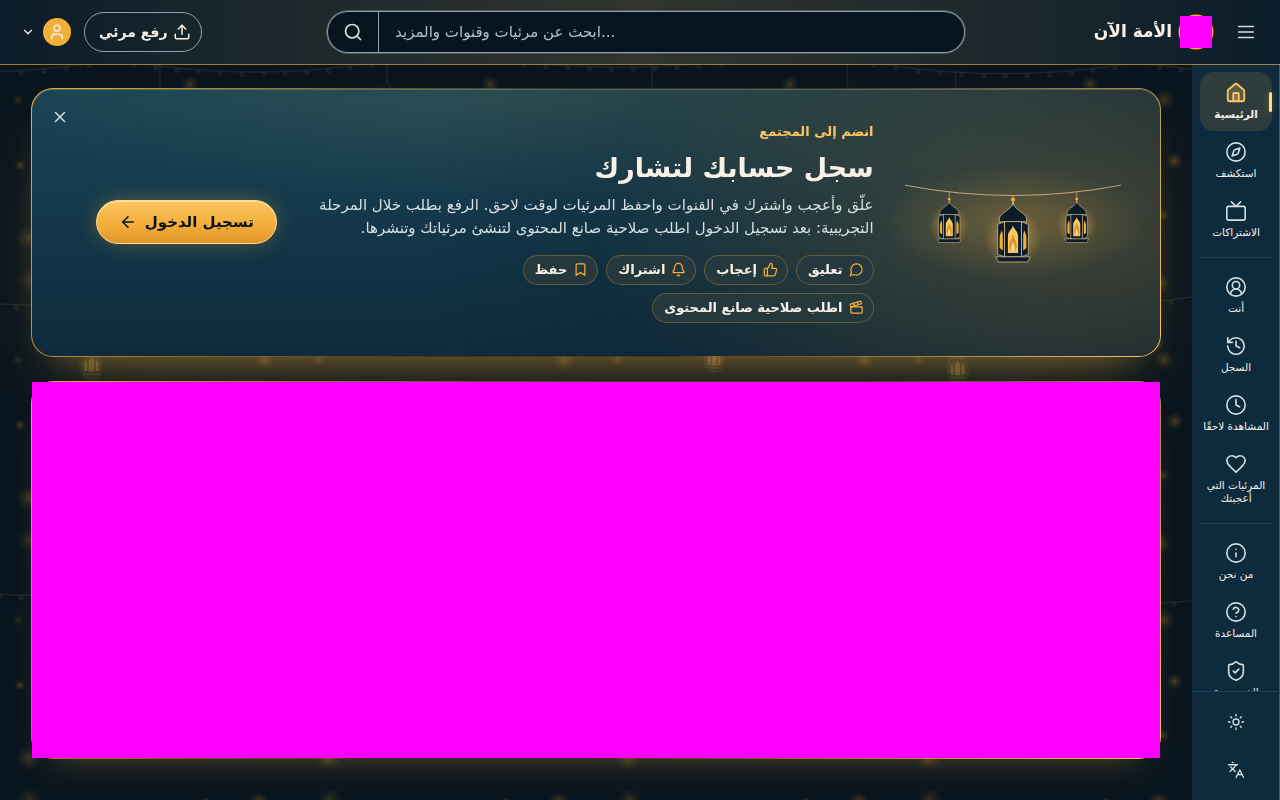 الأمة الآن
ابحث عن مرئيات وقنوات والمزيد...
رفع مرئي
الرئيسية
استكشف
الاشتراكات
أنت
السجل
المشاهدة لاحقًا
المرئيات التي
أعجبتك
من نحن
المساعدة
انضم إلى المجتمع
سجل حسابك لتشارك
علّق وأعجب واشترك في القنوات واحفظ المرئيات لوقت لاحق. الرفع بطلب خلال المرحلة
التجريبية: بعد تسجيل الدخول اطلب صلاحية صانع المحتوى لتنشئ مرئياتك وتنشرها.
تعليق
إعجاب
اشتراك
حفظ
اطلب صلاحية صانع المحتوى
تسجيل الدخول